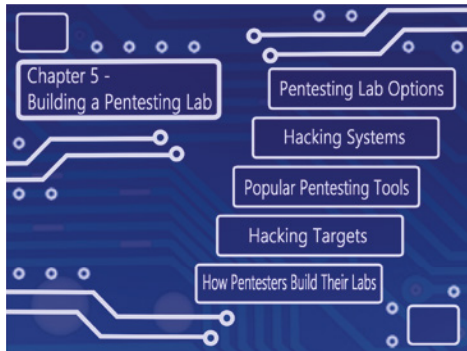 Chapter 5 -
Building a Pentesting Lab
Pentesting Lab Options
Hacking Systems
Popular Pentesting Tools
Hacking Targets
How Pentesters Build Their Labs